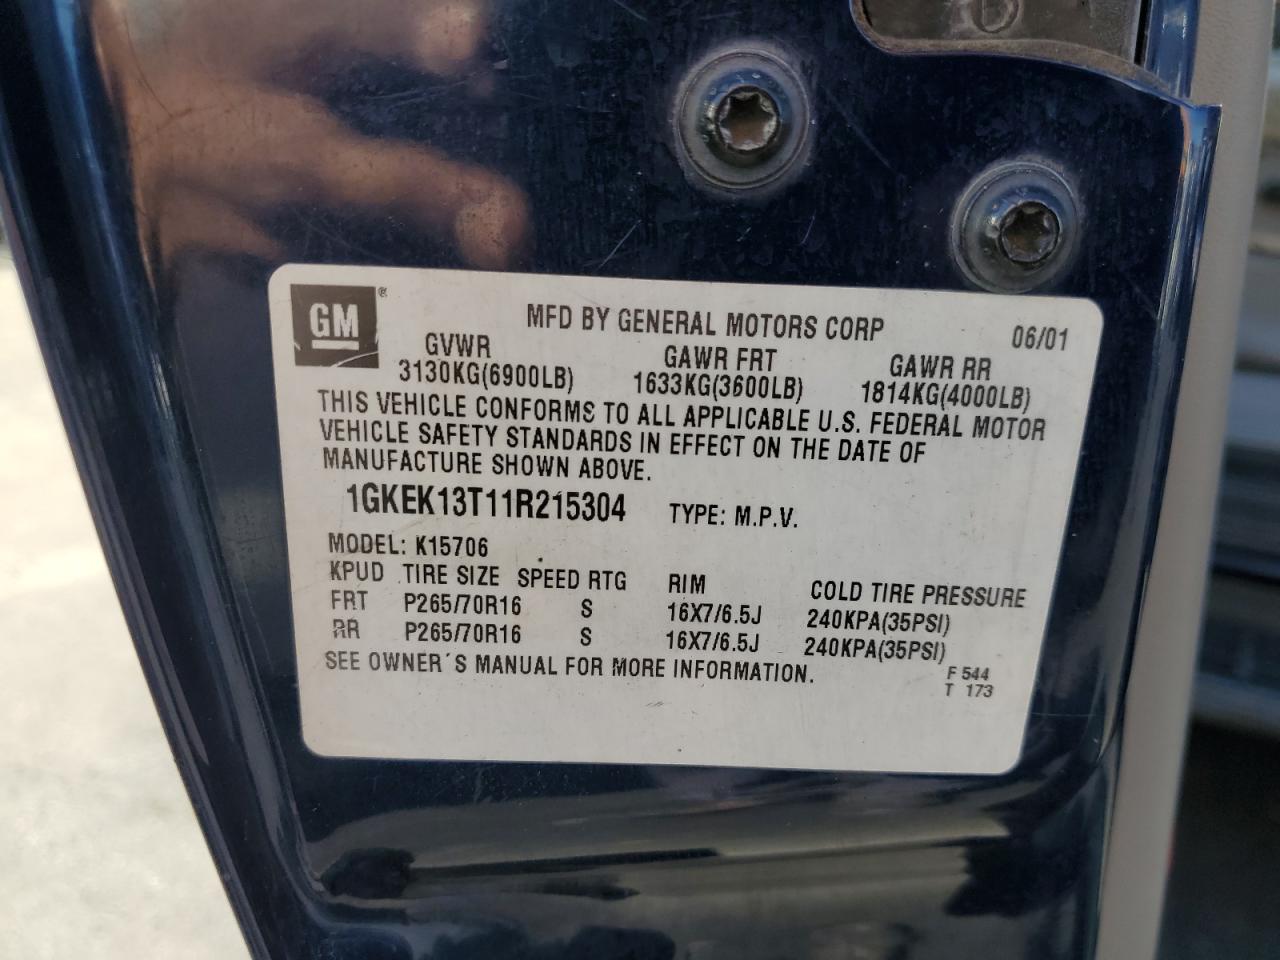 GM®
MFD BY GENERAL MOTORS CORP 06/01
GVWR GAWR FRT GAWR RR
3130KG(6900LB) 1633KG(3600LB) 1814KG(4000LB)
THIS VEHICLE CONFORMS TO ALL APPLICABLE U.S. FEDERAL MOTOR
VEHICLE SAFETY STANDARDS IN EFFECT ON THE DATE OF
MANUFACTURE SHOWN ABOVE.
1GKEK13T11R215304 TYPE: M.P.V.
MODEL: K15706
KPUD TIRE SIZE SPEED RTG RIM COLD TIRE PRESSURE
FRT P265/70R16 S 16X7/6.5J 240KPA(35PSI)
RR P265/70R16 S 16X7/6.5J 240KPA(35PSI)
SEE OWNER´S MANUAL FOR MORE INFORMATION.
F 544
T 173